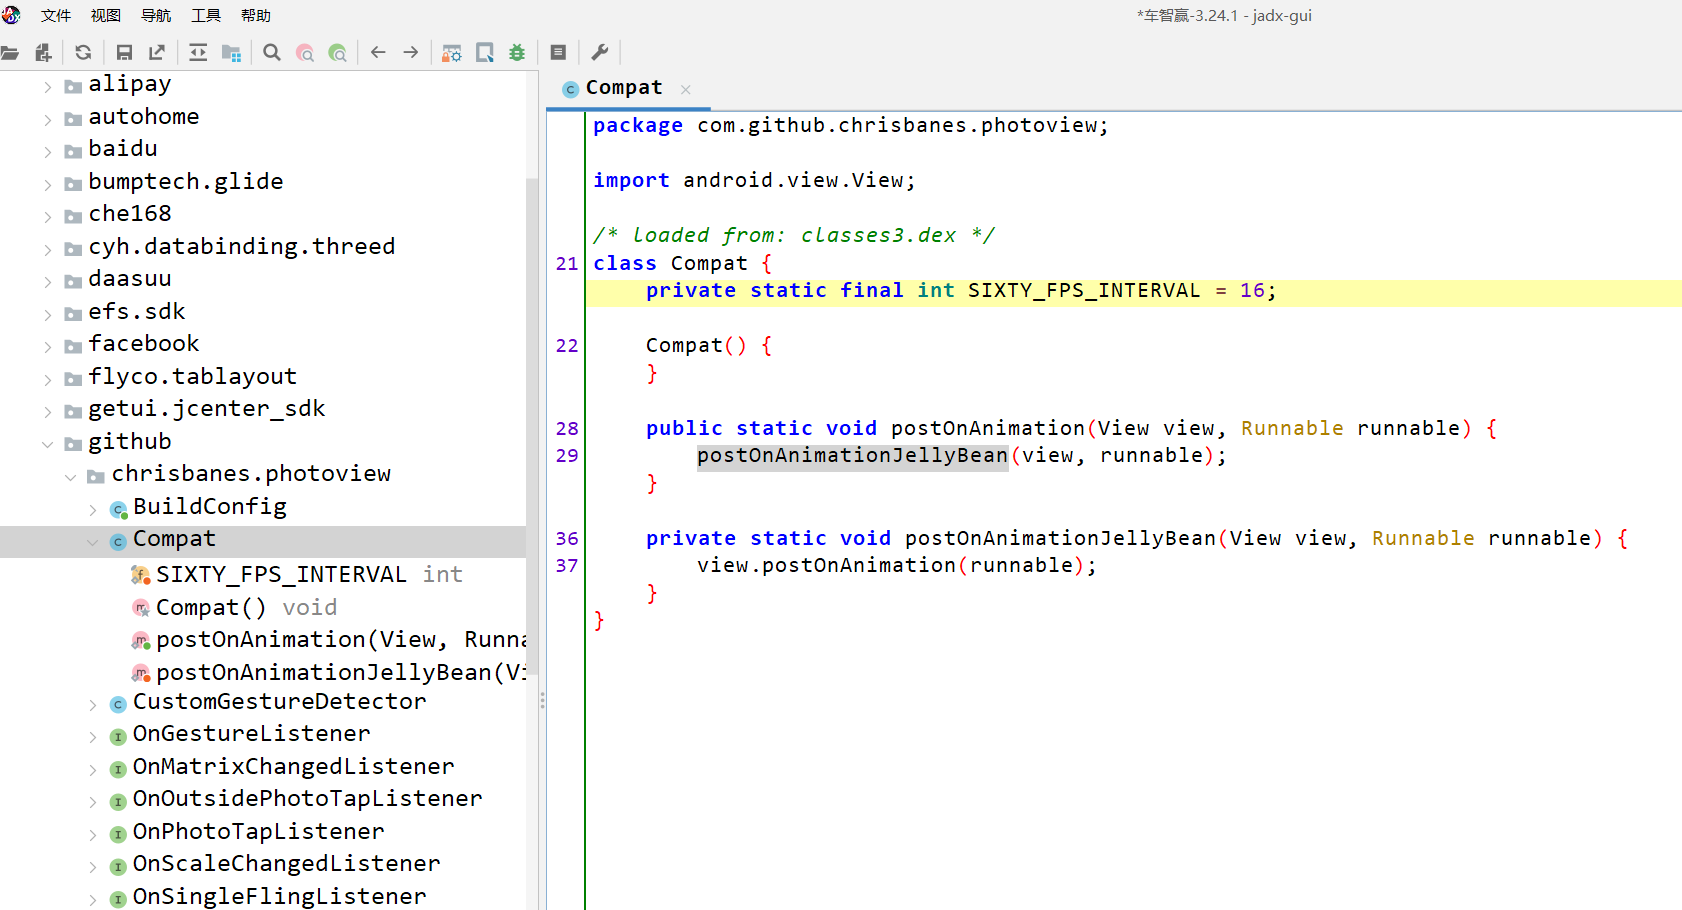 文件 视图 导航 工具 帮助
*车智赢-3.24.1 - jadx-gui
alipay
autohome
baidu
bumptech.glide
che168
cyh.databinding.threed
daasuu
efs.sdk
facebook
flyco.tablayout
getui.jcenter_sdk
github
chrisbanes.photoview
BuildConfig
Compat
SIXTY_FPS_INTERVAL int
Compat() void
postOnAnimation(View, Runna
postOnAnimationJellyBean(Vi
CustomGestureDetector
OnGestureListener
OnMatrixChangedListener
OnOutsidePhotoTapListener
OnPhotoTapListener
OnScaleChangedListener
OnSingleFlingListener
Compat
package com.github.chrisbanes.photoview;
import android.view.View;
/* loaded from: classes3.dex */
21 class Compat {
private static final int SIXTY_FPS_INTERVAL = 16;
22 Compat() {
}
28 public static void postOnAnimation(View view, Runnable runnable) {
29 postOnAnimationJellyBean(view, runnable);
}
36 private static void postOnAnimationJellyBean(View view, Runnable runnable) {
37 view.postOnAnimation(runnable);
}
}